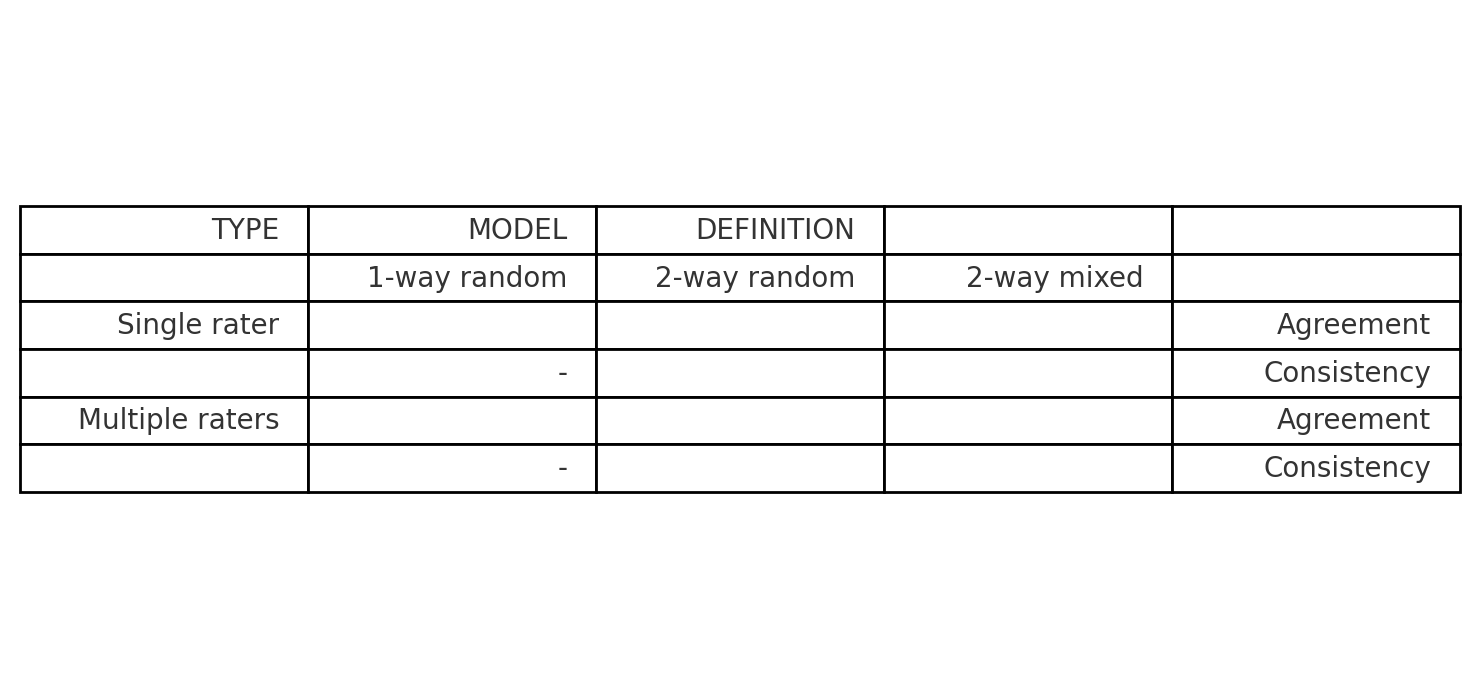 TYPE MODEL DEFINITION
1-way random 2-way random 2-way mixed
Single rater Agreement
- Consistency
Multiple raters Agreement
- Consistency